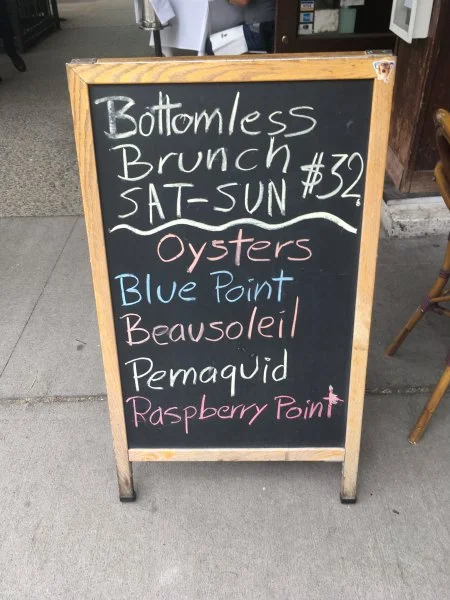 Bottomless
Brunch
SAT-SUN #32
Oysters
Blue Point
Beausoleil
Pemaquid
Raspberry Point